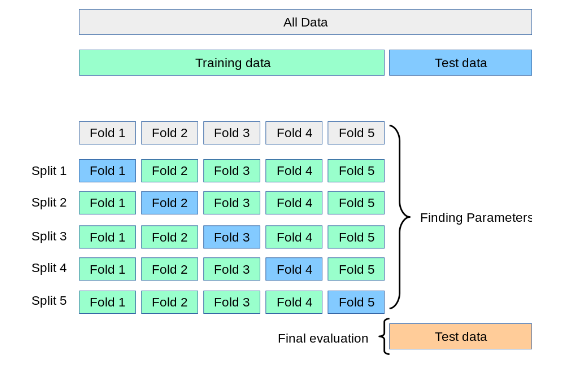 All Data
Training data Test data
Fold 1 Fold 2 Fold 3 Fold 4 Fold 5
Split 1 Fold 1 Fold 2 Fold 3 Fold 4 Fold 5
Split 2 Fold 1 Fold 2 Fold 3 Fold 4 Fold 5
Finding Parameters
Split 3 Fold 1 Fold 2 Fold 3 Fold 4 Fold 5
Split 4 Fold 1 Fold 2 Fold 3 Fold 4 Fold 5
Split 5 Fold 1 Fold 2 Fold 3 Fold 4 Fold 5
Final evaluation Test data